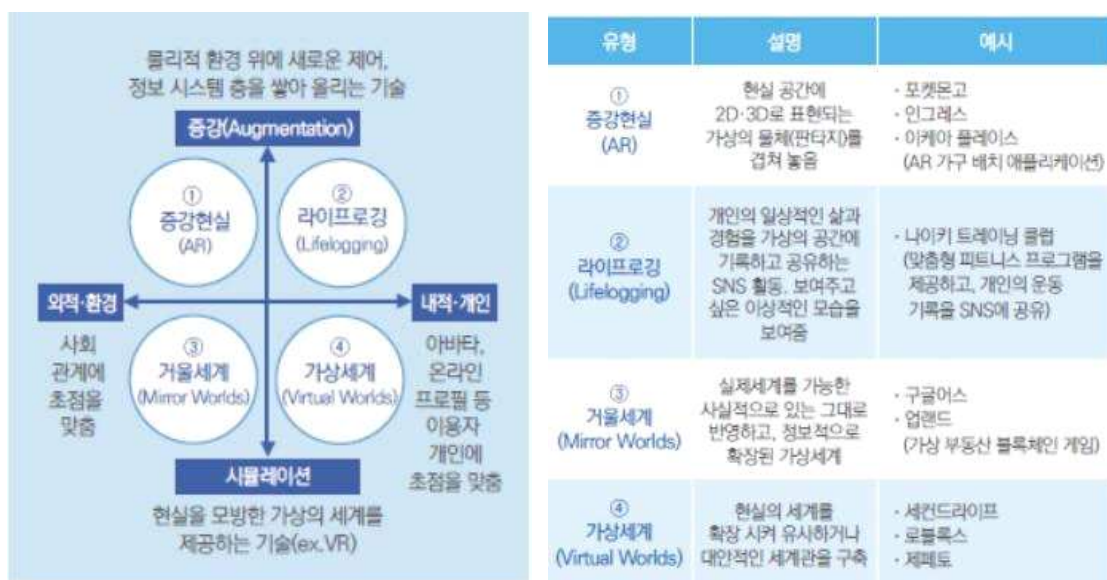 물리적 환경 위에 새로운 제어,
정보 시스템 층을 쌓아 올리는 기술
증강(Augmentation)
①
증강현실
(AR)
②
라이프로깅
(Lifelogging)
외적·환경
내적·개인
사회
관계에
초점을
맞춤
③
거울세계
(Mirror Worlds)
④
가상세계
(Virtual Worlds)
아바타,
온라인
프로필 등
이용자
개인에
초점을 맞춤
시뮬레이션
현실을 모방한 가상의 세계를
제공하는 기술(ex.VR)
유형
설명
예시
①
증강현실
(AR)
현실 공간에
2D·3D로 표현되는
가상의 물체(판타지)를
겹쳐 놓음
· 포켓몬고
· 인그레스
· 이케아 플레이스
(AR 가구 배치 애플리케이션)
②
라이프로깅
(Lifelogging)
개인의 일상적인 삶과
경험을 가상의 공간에
기록하고 공유하는
SNS 활동. 보여주고
싶은 이상적인 모습을
보여줌
· 나이키 트레이닝 클럽
(맞춤형 피트니스 프로그램을
제공하고, 개인의 운동
기록을 SNS에 공유)
③
거울세계
(Mirror Worlds)
실제세계를 가능한
사실적으로 있는 그대로
반영하고, 정보적으로
확장된 가상세계
· 구글어스
· 업랜드
(가상 부동산 블록체인 게임)
④
가상세계
(Virtual Worlds)
현실의 세계를
확장 시켜 유사하거나
대안적인 세계관을 구축
· 세컨드라이프
· 로블록스
· 제페토